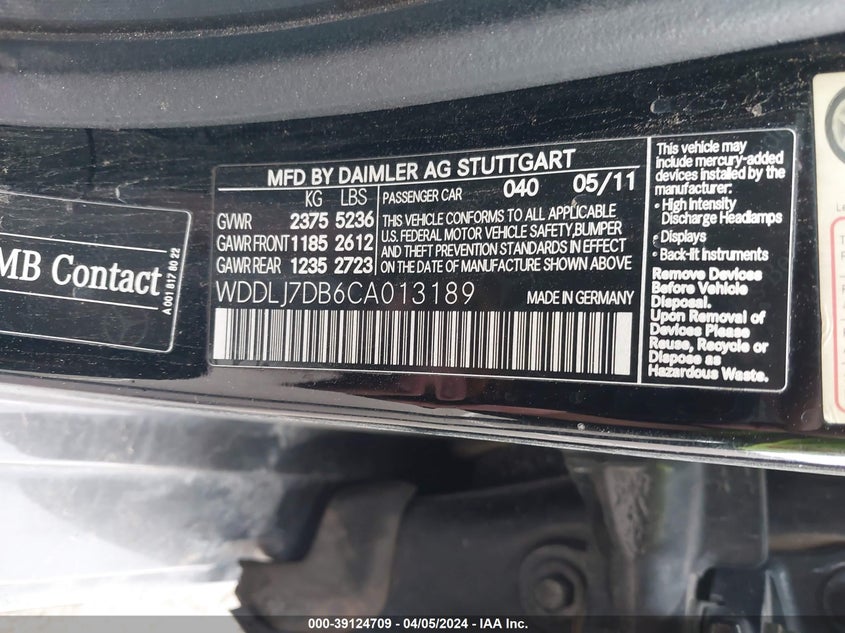 MB Contact
A 001 817 80 22
MFD BY DAIMLER AG STUTTGART
KG LBS
GVWR 2375 5236
GAWR FRONT 1185 2612
GAWR REAR 1235 2723
PASSENGER CAR 040 05/11
THIS VEHICLE CONFORMS TO ALL APPLICABLE
U.S. FEDERAL MOTOR VEHICLE SAFETY,BUMPER
AND THEFT PREVENTION STANDARDS IN EFFECT
ON THE DATE OF MANUFACTURE SHOWN ABOVE
WDDLJ7DB6CA013189
MADE IN GERMANY
This vehicle may
include mercury-added
devices installed by the
manufacturer:
• High Intensity
Discharge Headlamps
• Displays
• Back-lit Instruments
Remove Devices
Before Vehicle
Disposal.
Upon Removal of
Devices Please
Reuse, Recycle or
Dispose as
Hazardous Waste.
000-39124709 - 04/05/2024 - IAA Inc.